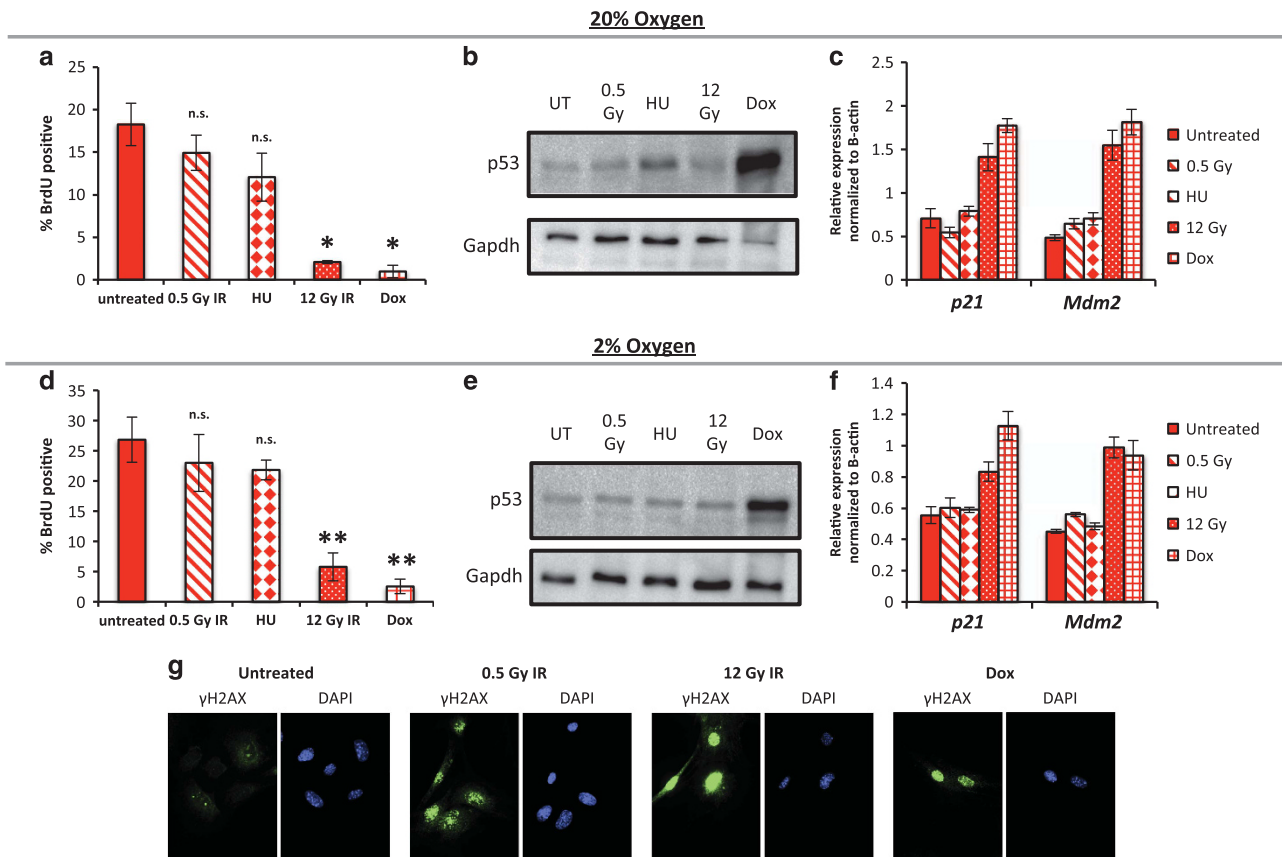 20% Oxygen
a
25
20
15
10
5
0
% BrdU positive
n.s.
n.s.
*
*
untreated 0.5 Gy IR HU 12 Gy IR Dox
b
UT 0.5 Gy HU 12 Gy Dox
p53
Gapdh
c
2.5
2
1.5
1
0.5
0
Relative expression
normalized to B-actin
p21 Mdm2
Untreated
0.5 Gy
HU
12 Gy
Dox
2% Oxygen
d
35
30
25
20
15
10
5
0
% BrdU positive
n.s.
n.s.
**
**
untreated 0.5 Gy IR HU 12 Gy IR Dox
e
UT 0.5 Gy HU 12 Gy Dox
p53
Gapdh
f
1.4
1.2
1
0.8
0.6
0.4
0.2
0
Relative expression
normalized to B-actin
p21 Mdm2
Untreated
0.5 Gy
HU
12 Gy
Dox
g
Untreated 0.5 Gy IR 12 Gy IR Dox
γH2AX DAPI γH2AX DAPI γH2AX DAPI γH2AX DAPI